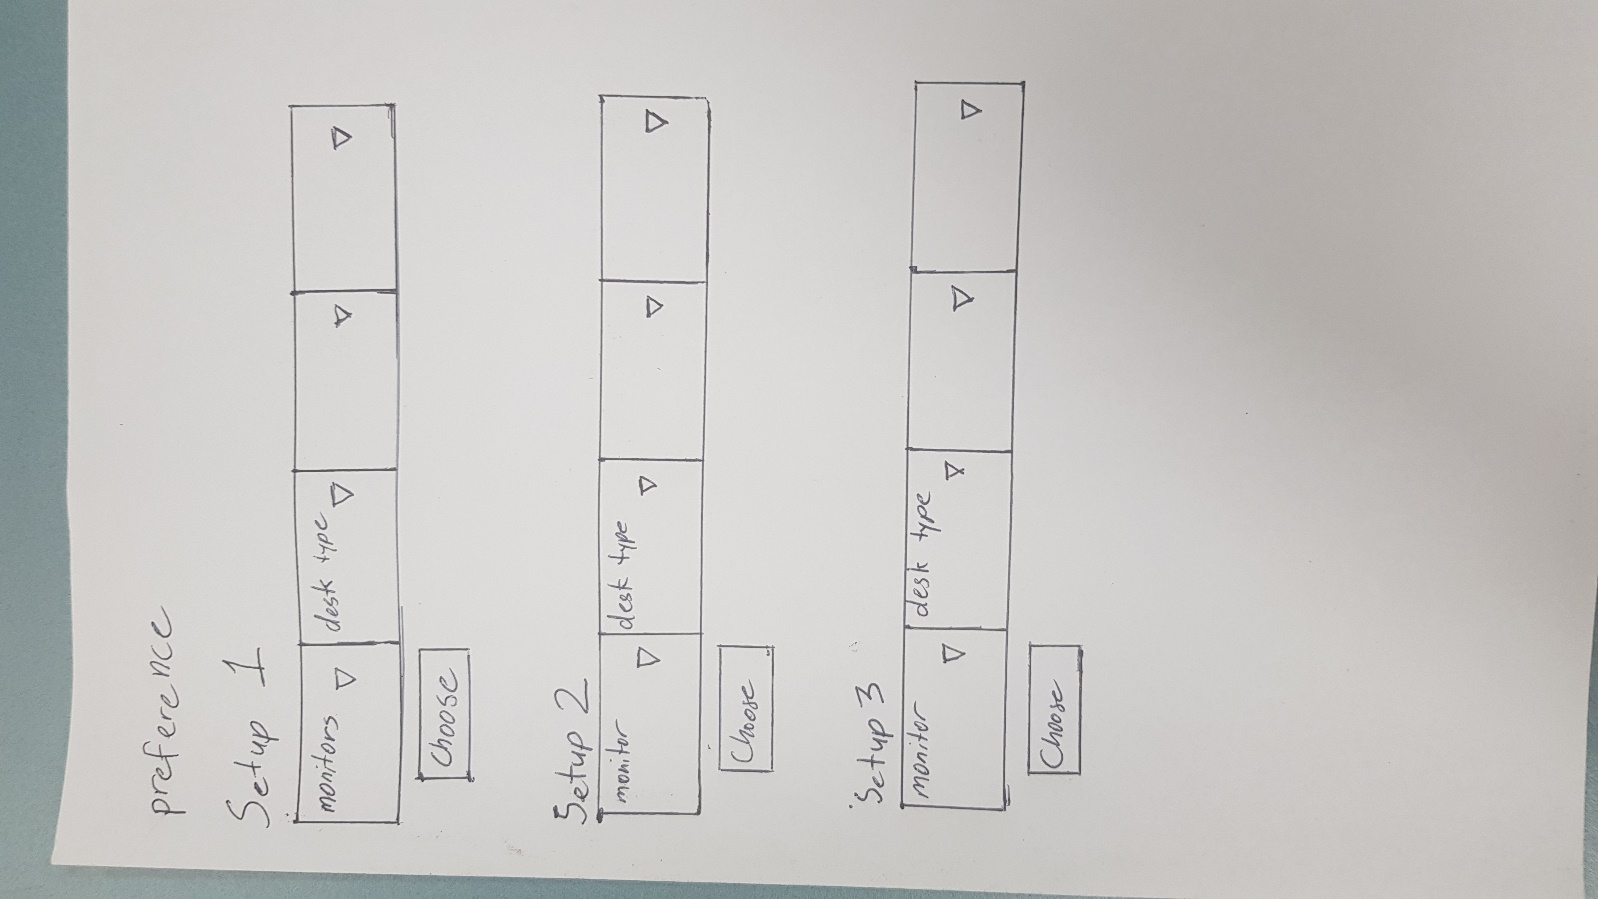 preference
Setup 1
monitors desk type
Choose
Setup 2
monitor desk type
Choose
Setup 3
monitor desk type
Choose